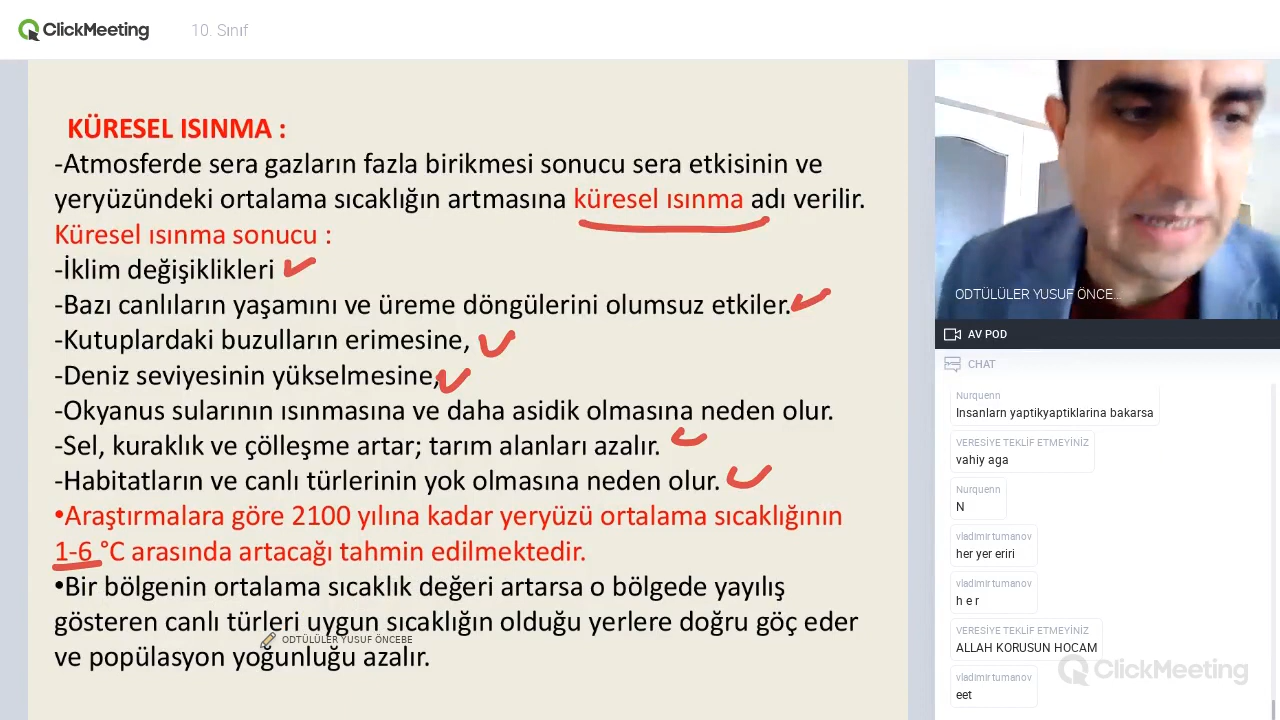 ClickMeeting
10. Sınıf
KÜRESEL ISINMA :
-Atmosferde sera gazların fazla birikmesi sonucu sera etkisinin ve
yeryüzündeki ortalama sıcaklığın artmasına küresel ısınma adı verilir.
Küresel ısınma sonucu :
-İklim değişiklikleri
-Bazı canlıların yaşamını ve üreme döngülerini olumsuz etkiler.
-Kutuplardaki buzulların erimesine,
-Deniz seviyesinin yükselmesine,
-Okyanus sularının ısınmasına ve daha asidik olmasına neden olur.
-Sel, kuraklık ve çölleşme artar; tarım alanları azalır.
-Habitatların ve canlı türlerinin yok olmasına neden olur.
•Araştırmalara göre 2100 yılına kadar yeryüzü ortalama sıcaklığının
1-6 °C arasında artacağı tahmin edilmektedir.
•Bir bölgenin ortalama sıcaklık değeri artarsa o bölgede yayılış
gösteren canlı türleri uygun sıcaklığın olduğu yerlere doğru göç eder
ODTÜLÜLER YUSUF ÖNCEBE
ve popülasyon yoğunluğu azalır.
ODTÜLÜLER YUSUF ÖNCE...
AV POD
CHAT
Nurquenn
Insanlarn yaptikyaptiklarina bakarsa
VERESİYE TEKLİF ETMEYİNİZ
vahiy aga
Nurquenn
N
vladimir tumanov
her yer eriri
vladimir tumanov
h e r
VERESİYE TEKLİF ETMEYİNİZ
ALLAH KORUSUN HOCAM
vladimir tumanov
eet
ClickMeeting